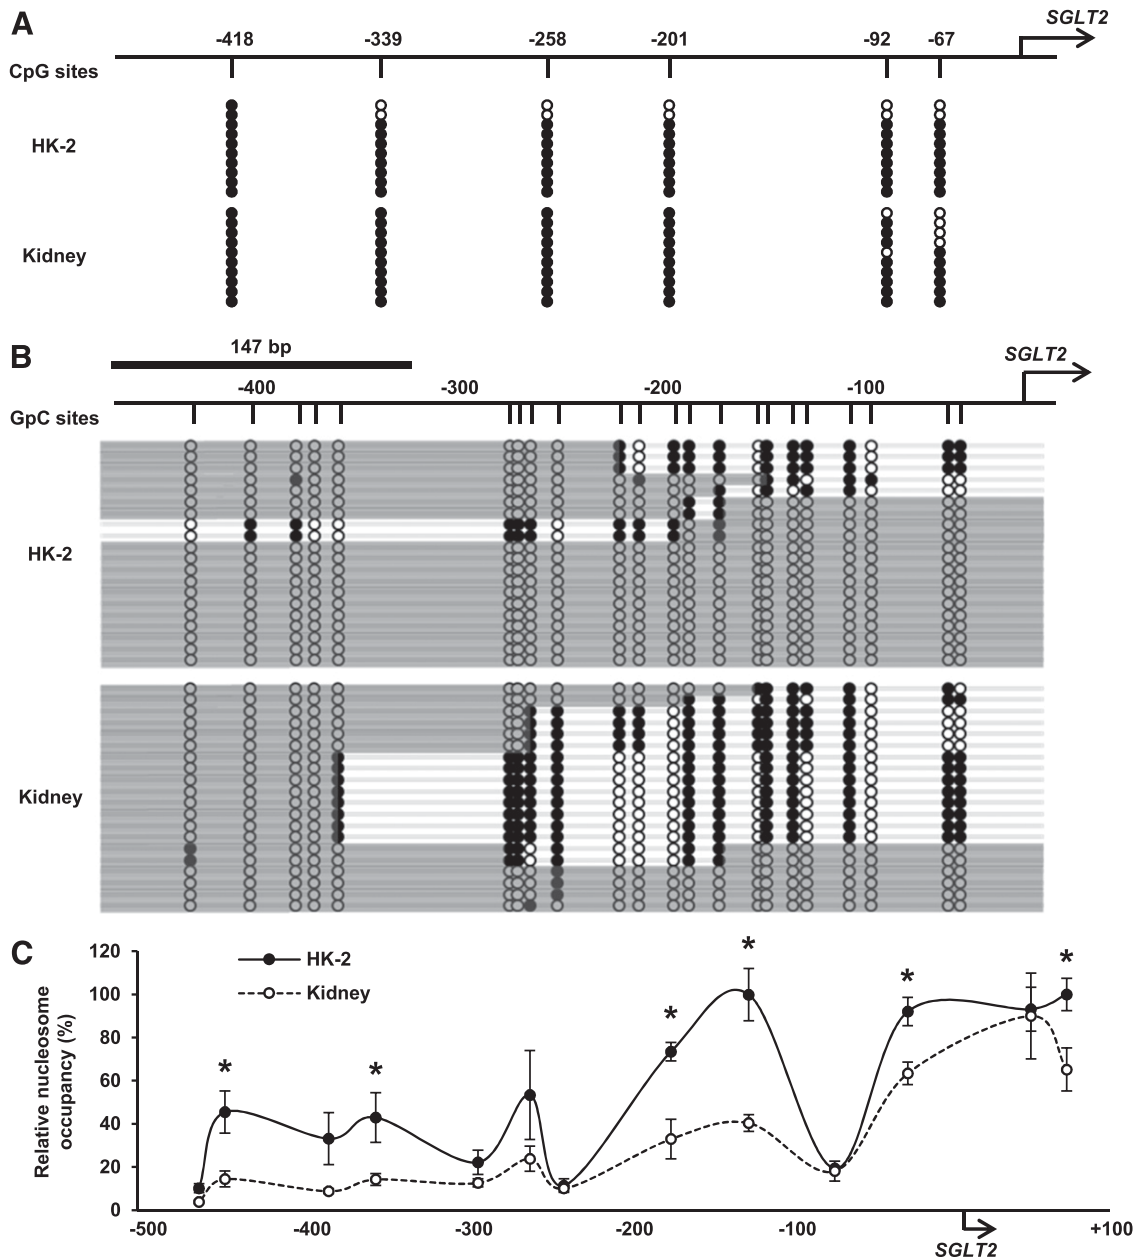 A
SGLT2
-418 -339 -258 -201 -92 -67
CpG sites
HK-2
Kidney
B
147 bp
SGLT2
-400 -300 -200 -100
GpC sites
HK-2
Kidney
C
Relative nucleosome
occupancy (%)
120
100
80
60
40
20
0
HK-2
Kidney
* * * * * *
-500 -400 -300 -200 -100 +100
SGLT2